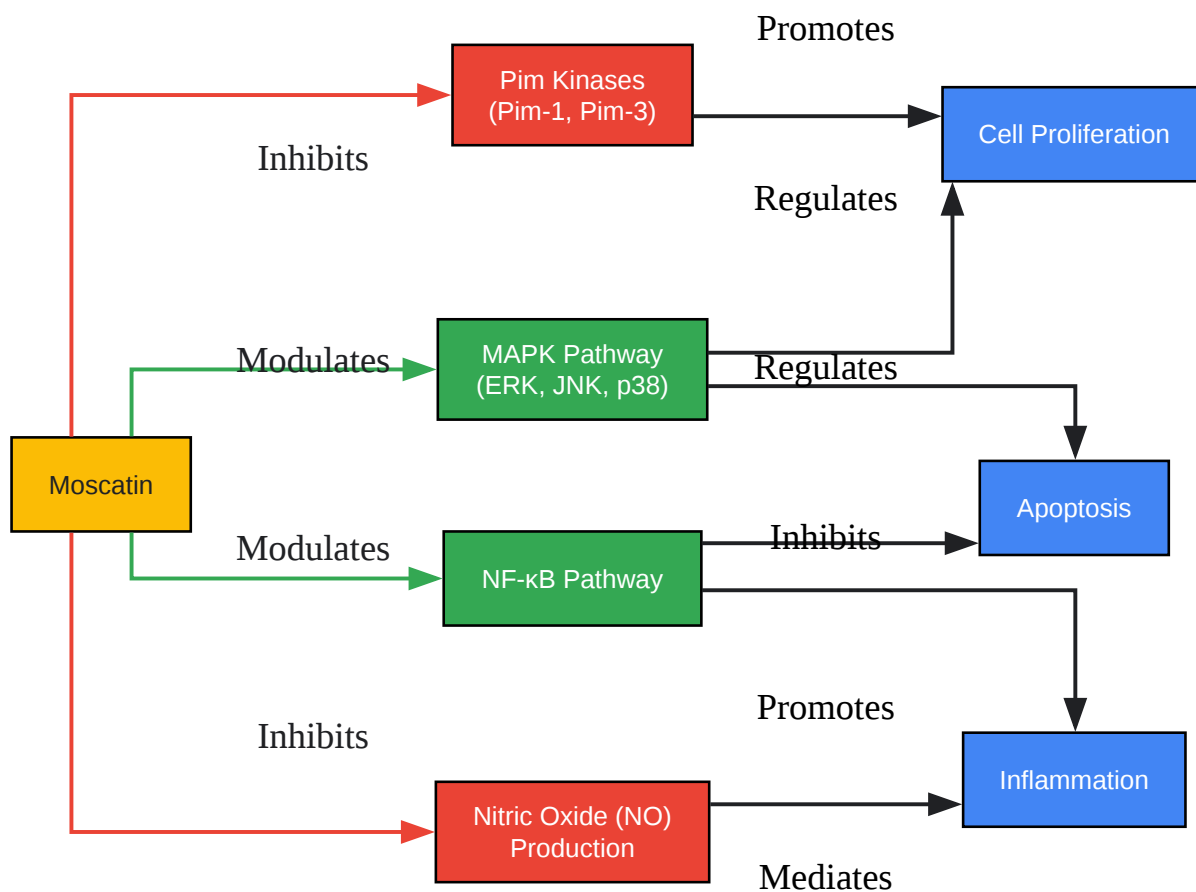 Promotes
Pim Kinases
(Pim-1, Pim-3)
Cell Proliferation
Inhibits
Regulates
Modulates
MAPK Pathway
(ERK, JNK, p38)
Regulates
Moscatin
Apoptosis
Modulates
Inhibits
NF-κB Pathway
Promotes
Inhibits
Inflammation
Nitric Oxide (NO)
Production
Mediates